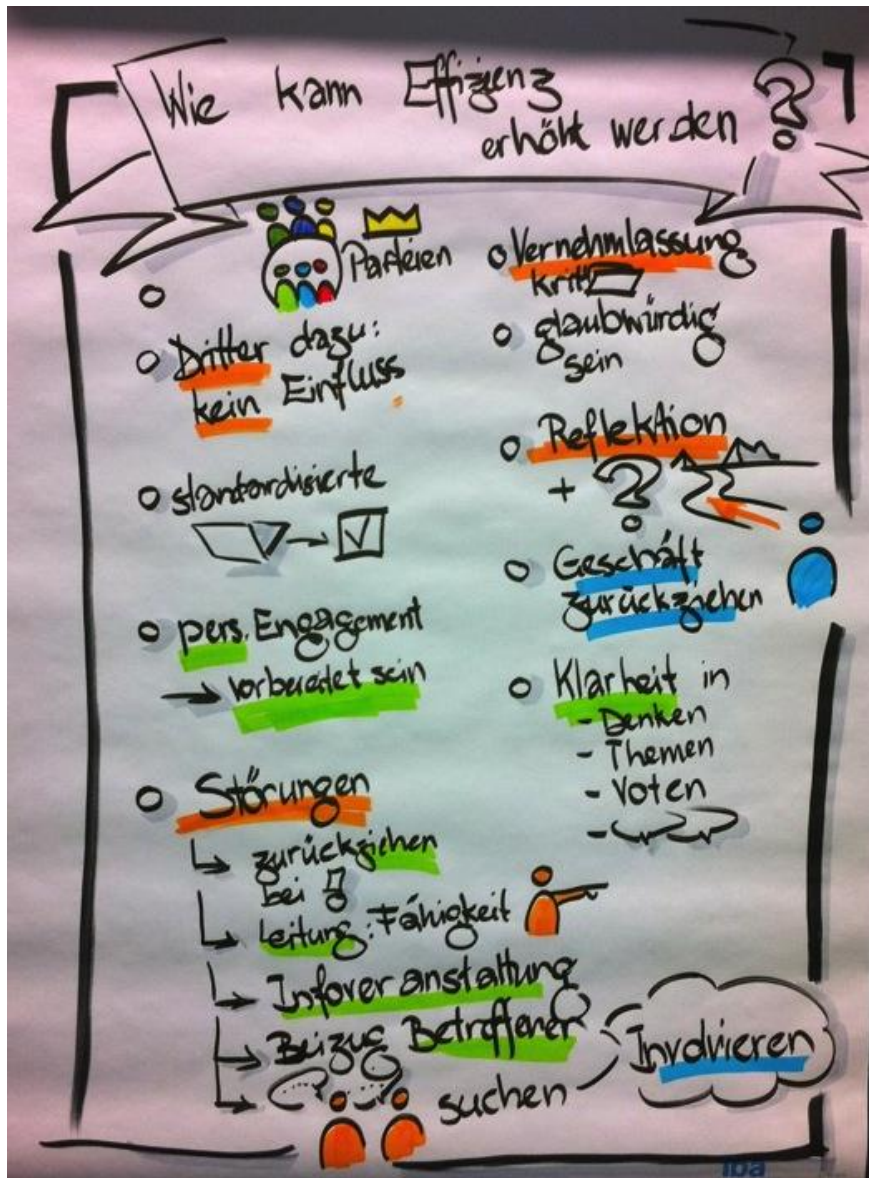 Wie kann Effizienz
erhöht werden ?
Parteien
Dritter dazu:
kein Einfluss
standardisierte
pers. Engagement
→ vorbereitet sein
Störungen
zurückziehen
bei
Leitung: Fähigkeit
Infoveranstaltung
Beizug Betroffener
suchen
Vernehmlassung
glaubwürdig
sein
Reflektion
+ ?
Geschäft
zurückziehen
Klarheit in
- Denken
- Themen
- Voten
-
Involvieren
iba